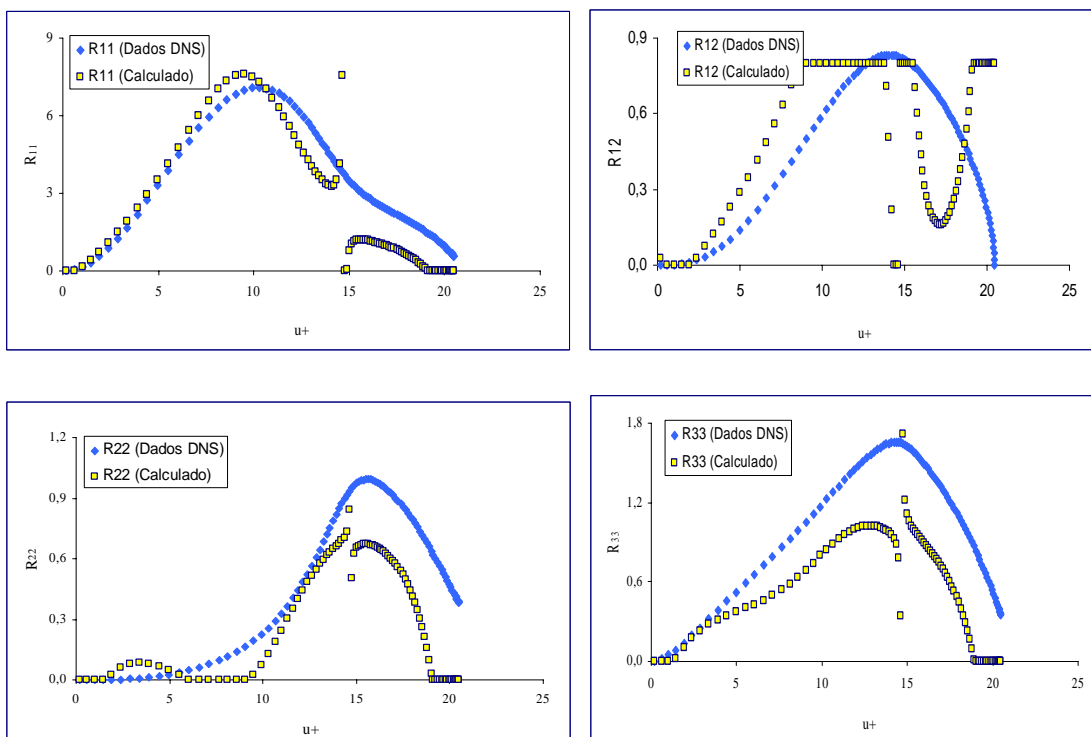 R11 (Dados DNS)
R11 (Calculado)
9
6
3
0
0 5 10 15 20 25
R11
u+
R12 (Dados DNS)
R12 (Calculado)
0,9
0,6
0,3
0,0
0 5 10 15 20 25
R12
u+
R22 (Dados DNS)
R22 (Calculado)
1,2
0,9
0,6
0,3
0,0
0 5 10 15 20 25
R22
u+
R33 (Dados DNS)
R33 (Calculado)
1,8
1,2
0,6
0,0
0 5 10 15 20 25
R33
u+